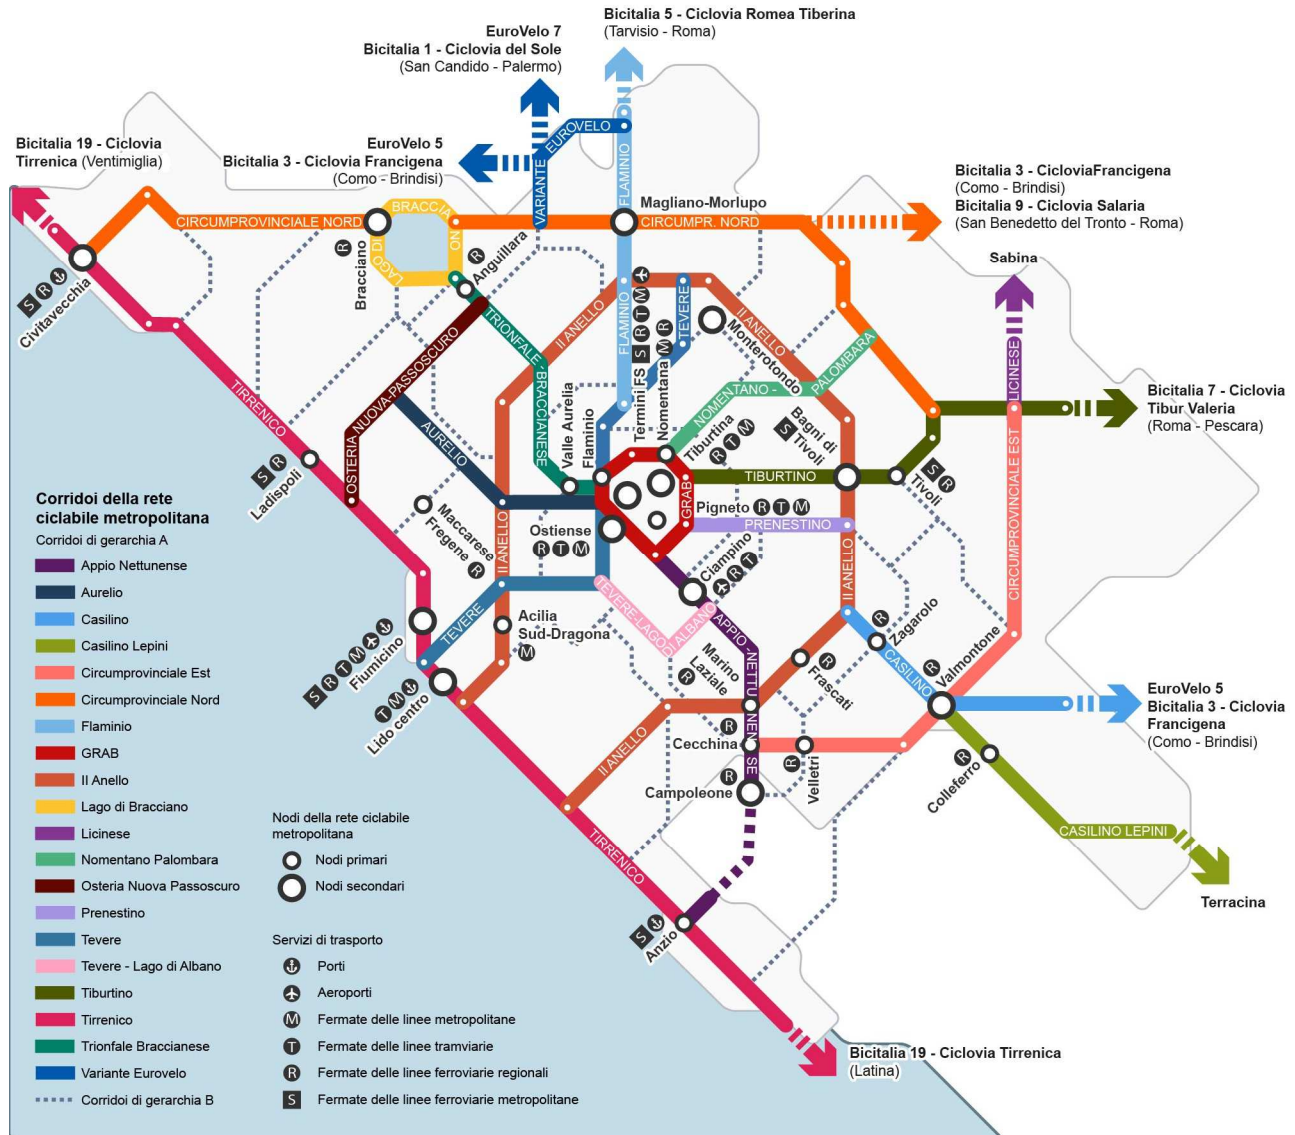 Bicitalia 5 - Ciclovia Romea Tiberina
(Tarvisio - Roma)
EuroVelo 7
Bicitalia 1 - Ciclovia del Sole
(San Candido - Palermo)
Bicitalia 19 - Ciclovia
Tirrenica (Ventimiglia)
EuroVelo 5
Bicitalia 3 - Ciclovia Francigena
(Como - Brindisi)
Bicitalia 3 - CicloviaFrancigena
(Como - Brindisi)
Bicitalia 9 - Ciclovia Salaria
(San Benedetto del Tronto - Roma)
Sabina
VARIANTE
EUROVELO
FLAMINIO
Magliano-Morlupo
CIRCUMPROVINCIALE NORD
CIRCUMPR. NORD
LAGO DI
BRACCIA
NO
LAGO
R
Bracciano
R
Anguillara
S R
Civitavecchia
TIRRENICO
OSTERIA NUOVA-PASSOSCURO
TRIONFALE - BRACCIANESE
AURELIO
II ANELLO
II ANELLO
II ANELLO
FLAMINIO
TEVERE
S R T M
Termini FS
M R
Nomentana
Monterotondo
NOMENTANO -
PALOMBARA
LICINESE
Bicitalia 7 - Ciclovia
Tibur Valeria
(Roma - Pescara)
Valle Aurelia
Flaminio
Tiburtina
R T M
S
Bagni di
Tivoli
TIBURTINO
Tivoli
S R
GRAB
Pigneto R T M
PRENESTINO
Ostiense
R T M
S R
Ladispoli
Maccarese
Fregene R
TEVERE
TEVERE-LAGO
DI ALBANO
Ciampino
R T
APPIO - NETTU
NEN
SE
II ANELLO
CIRCUMPROVINCIALE EST
R
Zagarolo
CASILINO
R
Valmontone
Acilia
Sud-Dragona
M
S R T M
Fiumicino
T M
Lido centro
Marino
Laziale
R
R
Frascati
II ANELLO
R
Cecchina
R
Velletri
R
Campoleone
EuroVelo 5
Bicitalia 3 - Ciclovia
Francigena
(Como - Brindisi)
R
Colleferro
CASILINO LEPINI
Terracina
TIRRENICO
S
Anzio
Bicitalia 19 - Ciclovia Tirrenica
(Latina)
Corridoi della rete
ciclabile metropolitana
Corridoi di gerarchia A
Appio Nettunense
Aurelio
Casilino
Casilino Lepini
Circumprovinciale Est
Circumprovinciale Nord
Flaminio
GRAB
II Anello
Lago di Bracciano
Licinese
Nomentano Palombara
Osteria Nuova Passoscuro
Prenestino
Tevere
Tevere - Lago di Albano
Tiburtino
Tirrenico
Trionfale Braccianese
Variante Eurovelo
Corridoi di gerarchia B
Nodi della rete ciclabile
metropolitana
Nodi primari
Nodi secondari
Servizi di trasporto
Porti
Aeroporti
M Fermate delle linee metropolitane
T Fermate delle linee tramviarie
R Fermate delle linee ferroviarie regionali
S Fermate delle linee ferroviarie metropolitane